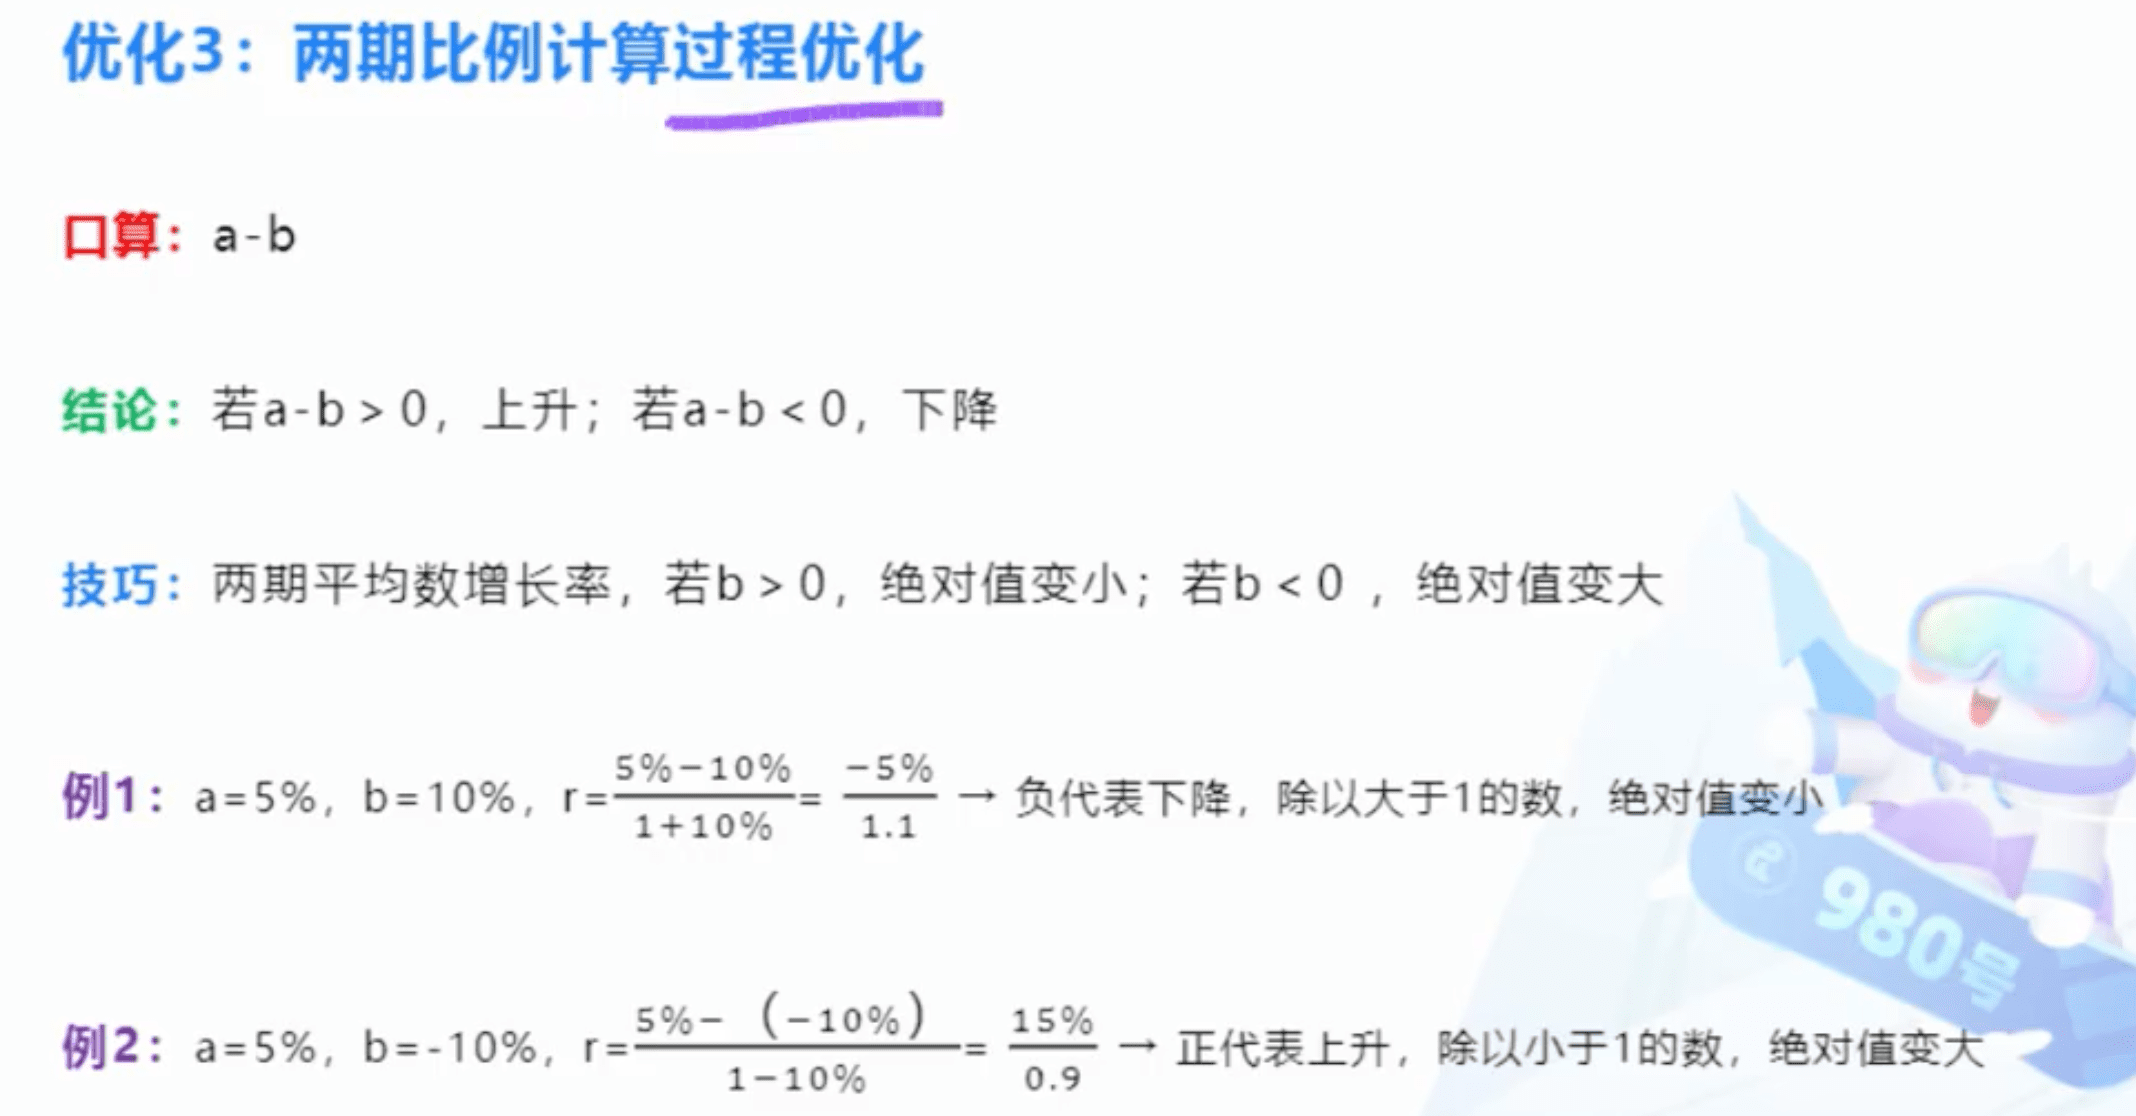 优化3：两期比例计算过程优化
口算：a-b
结论：若a-b>0，上升；若a-b<0，下降
技巧：两期平均数增长率，若b>0，绝对值变小；若b<0，绝对值变大
例1：a=5%，b=10%，r=\frac{5%-10%}{1+10%}=\frac{-5%}{1.1} → 负代表下降，除以大于1的数，绝对值变小
例2：a=5%，b=-10%，r=\frac{5%-（-10%）}{1-10%}=\frac{15%}{0.9} → 正代表上升，除以小于1的数，绝对值变大
980号